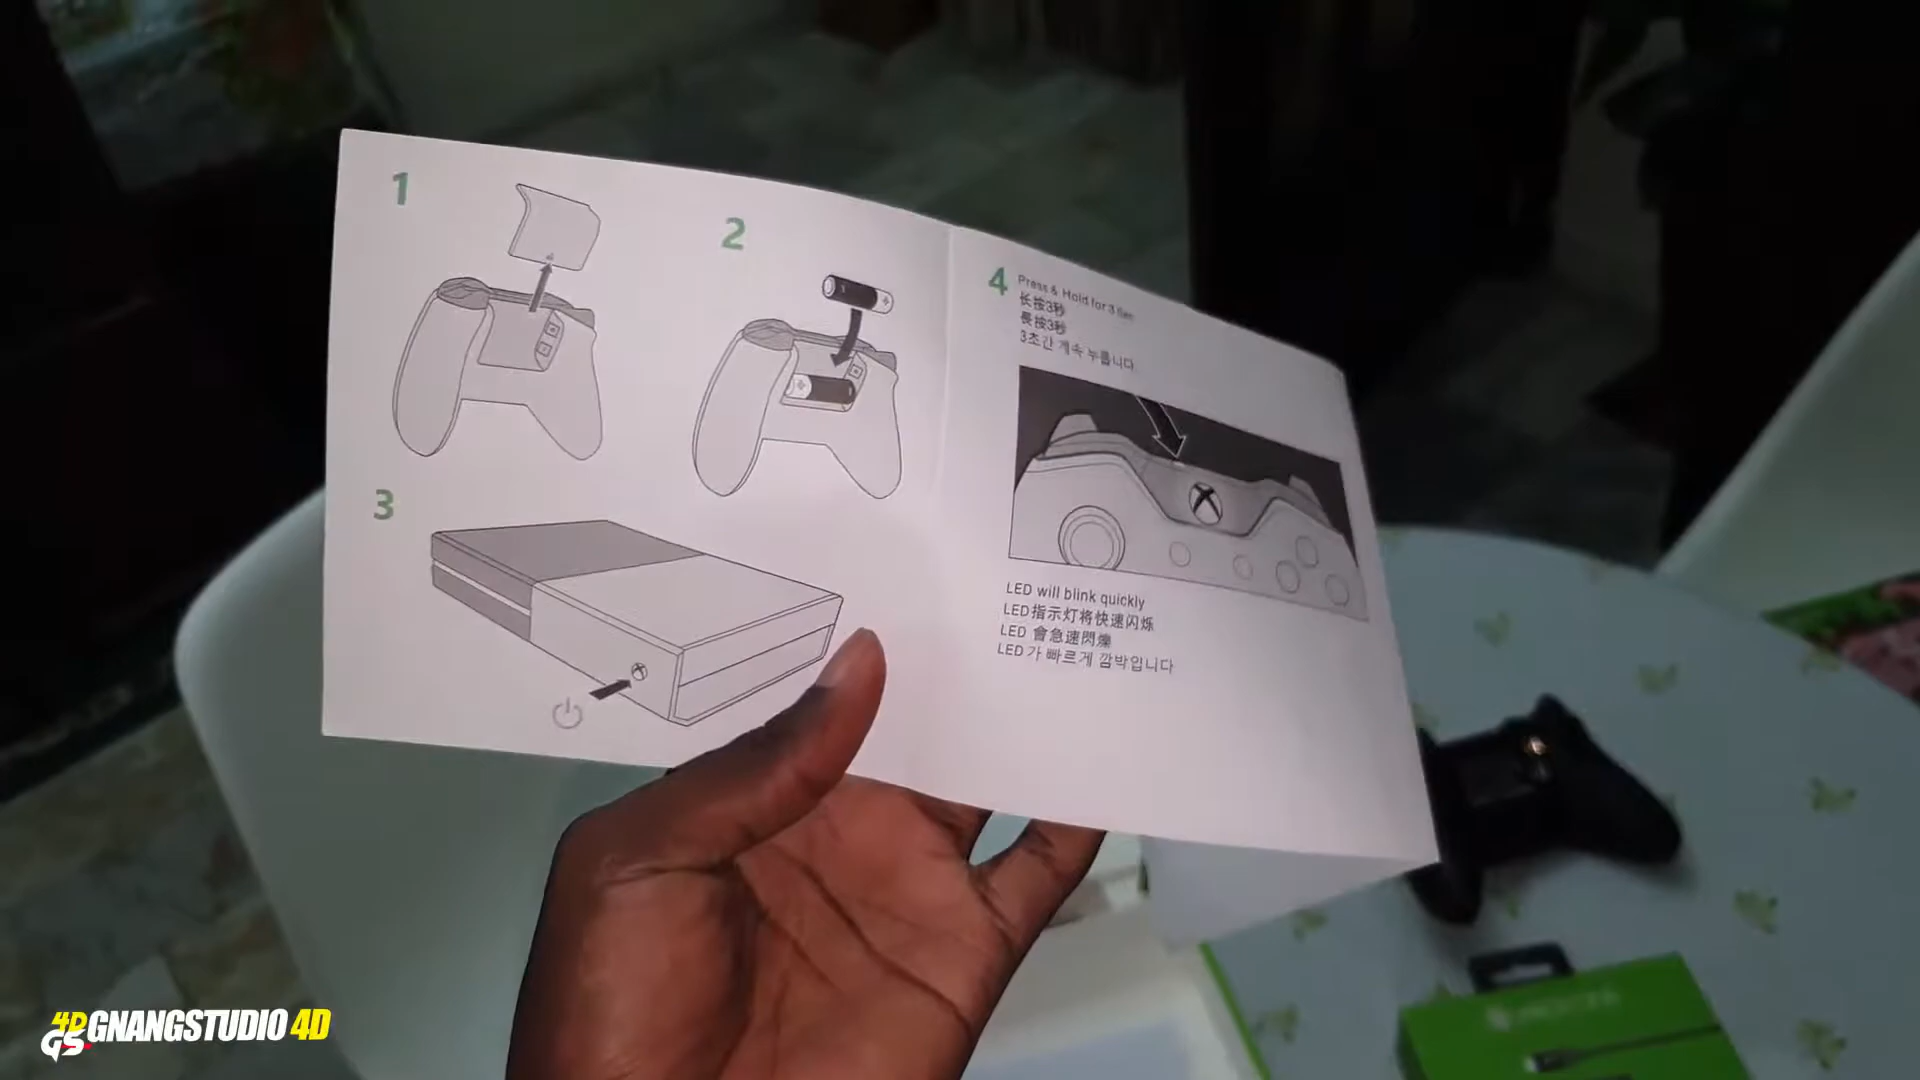 1
2
3
4
Press & Hold for 3 Sec
长按3秒
長按3秒
3초간 계속 누릅니다.
LED will blink quickly
LED指示灯将快速闪烁
LED 會急速閃爍
LED가 빠르게 깜박입니다
4D
GS
GNANGSTUDIO 4D